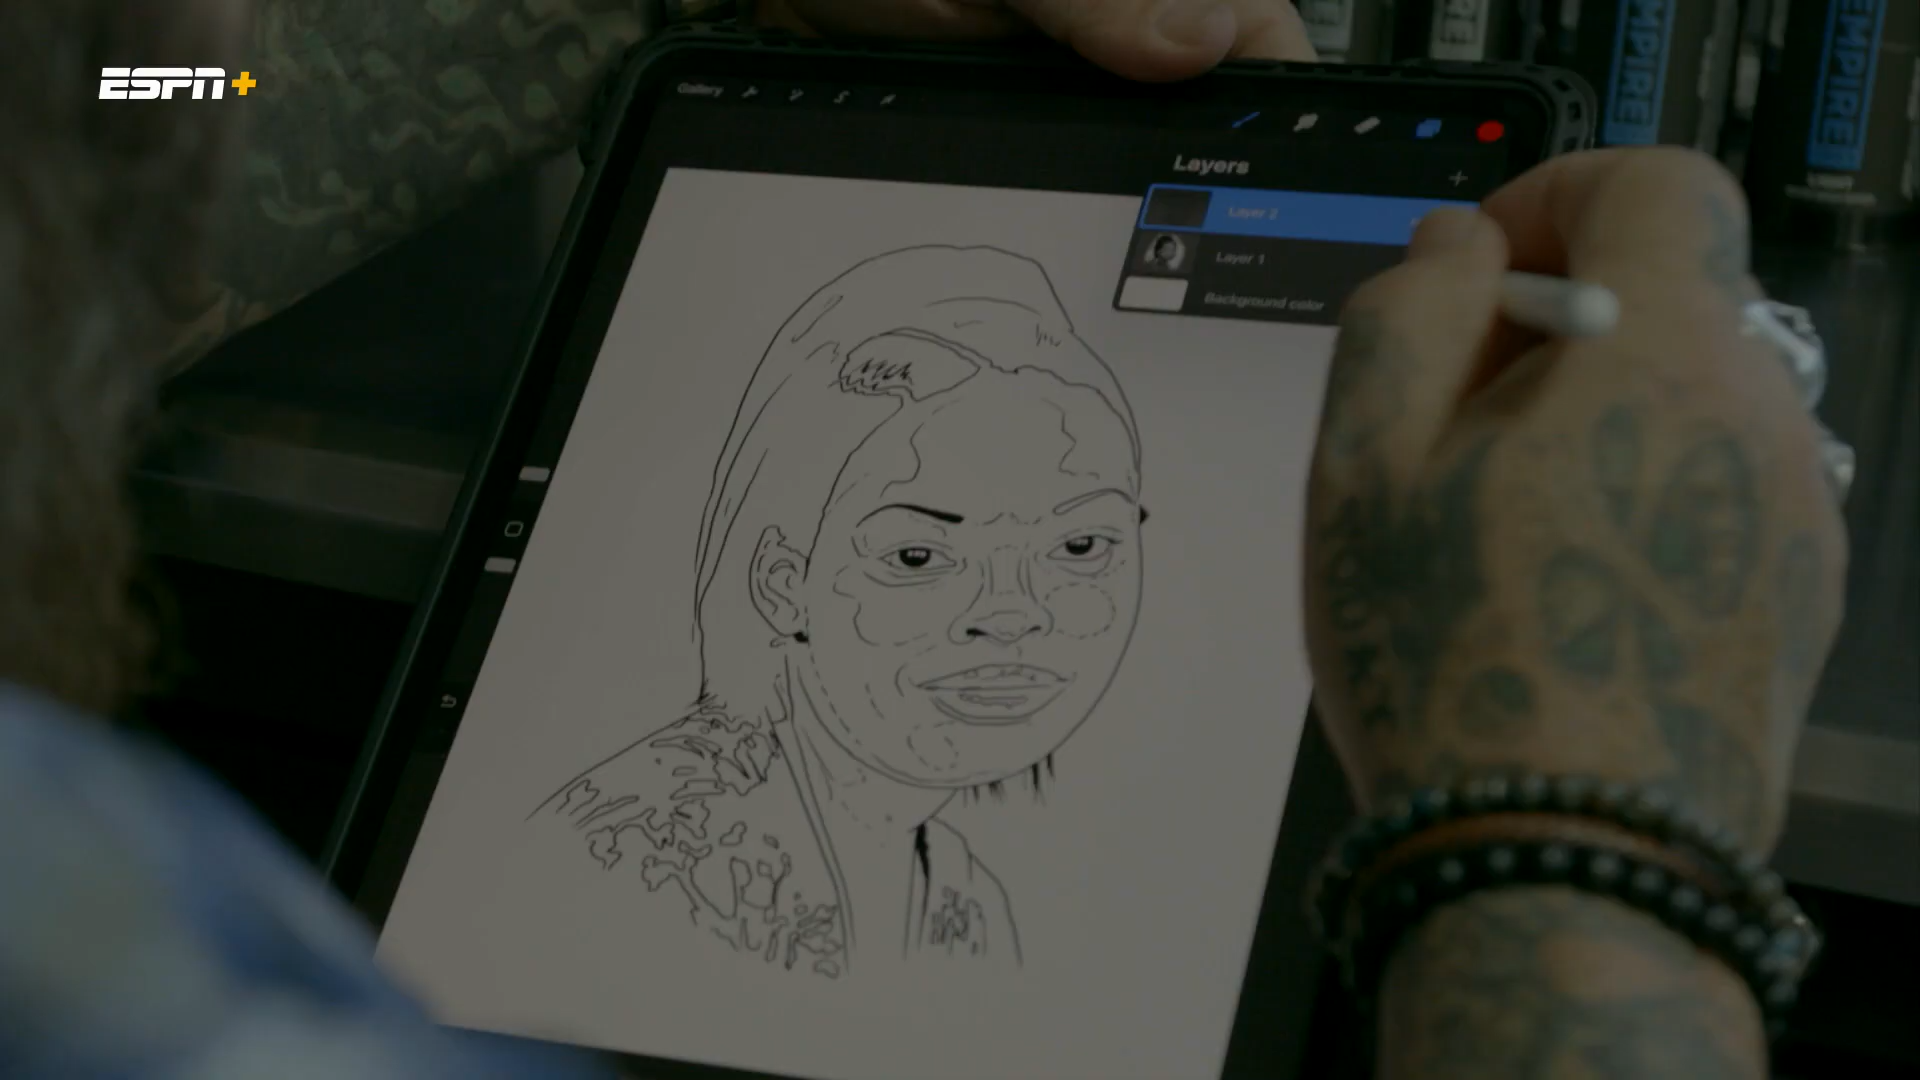 ESPN+
Gallery
Layers
Layer 2
Layer 1
Background color
EMPIRE
EMPIRE